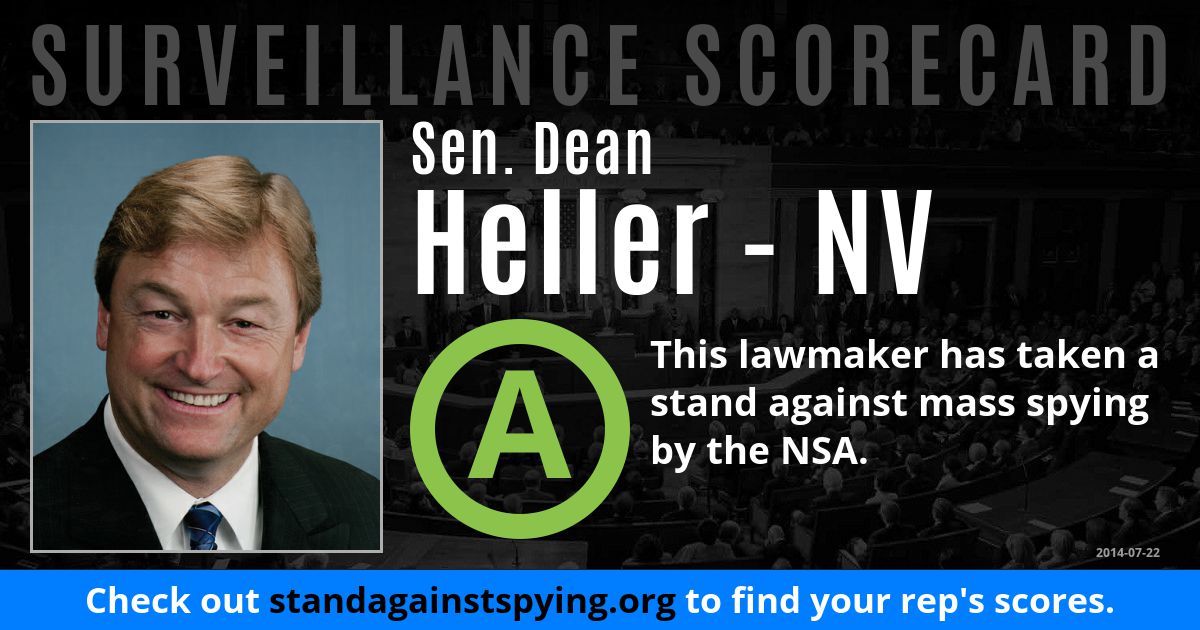 SURVEILLANCE SCORECARD
Sen. Dean
Heller - NV
A
This lawmaker has taken a
stand against mass spying
by the NSA.
2014-07-22
Check out standagainstspying.org to find your rep's scores.